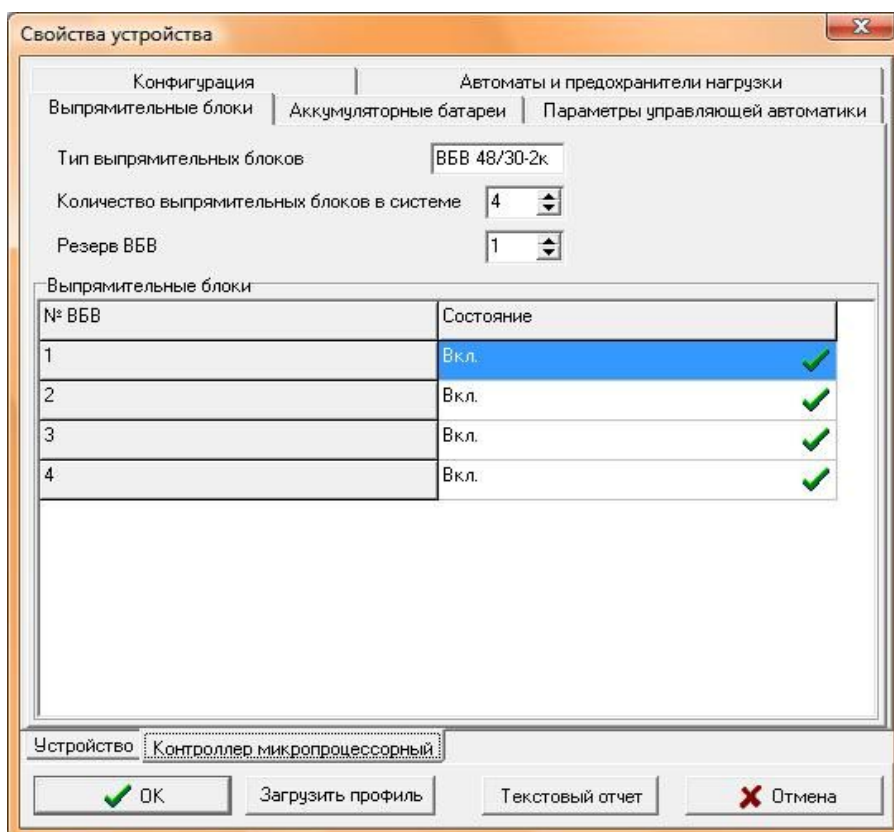 Свойства устройства
Конфигурация
Автоматы и предохранители нагрузки
Выпрямительные блоки
Аккумуляторные батареи
Параметры управляющей автоматики
Тип выпрямительных блоков
ВБВ 48/30-2к
Количество выпрямительных блоков в системе
4
Резерв ВБВ
1
Выпрямительные блоки
№ ВБВ
Состояние
1
Вкл.
2
Вкл.
3
Вкл.
4
Вкл.
Устройство
Контроллер микропроцессорный
OK
Загрузить профиль
Текстовый отчет
Отмена